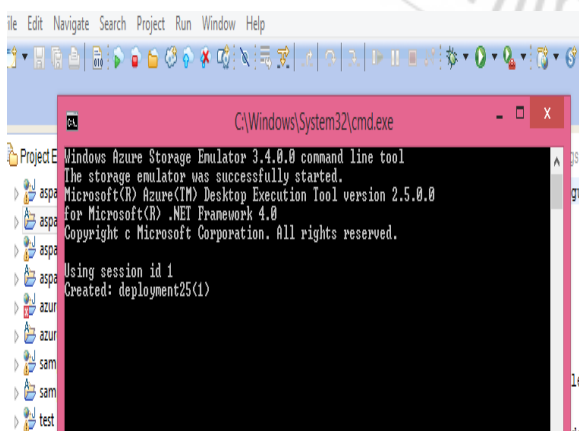 File Edit Navigate Search Project Run Window Help
C:\Windows\System32\cmd.exe
Project E
Windows Azure Storage Emulator 3.4.0.0 command line tool
The storage emulator was successfully started.
Microsoft(R) Azure(TM) Desktop Execution Tool version 2.5.0.0
for Microsoft(R) .NET Framework 4.0
Copyright c Microsoft Corporation. All rights reserved.
Using session id 1
Created: deployment25(1)
aspa
aspa
aspa
aspa
azur
azur
sam
sam
test